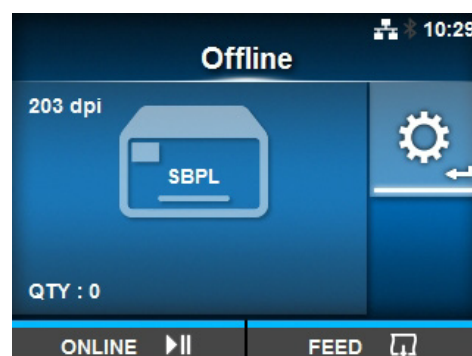 10:29
Offline
203 dpi
SBPL
QTY : 0
ONLINE FEED